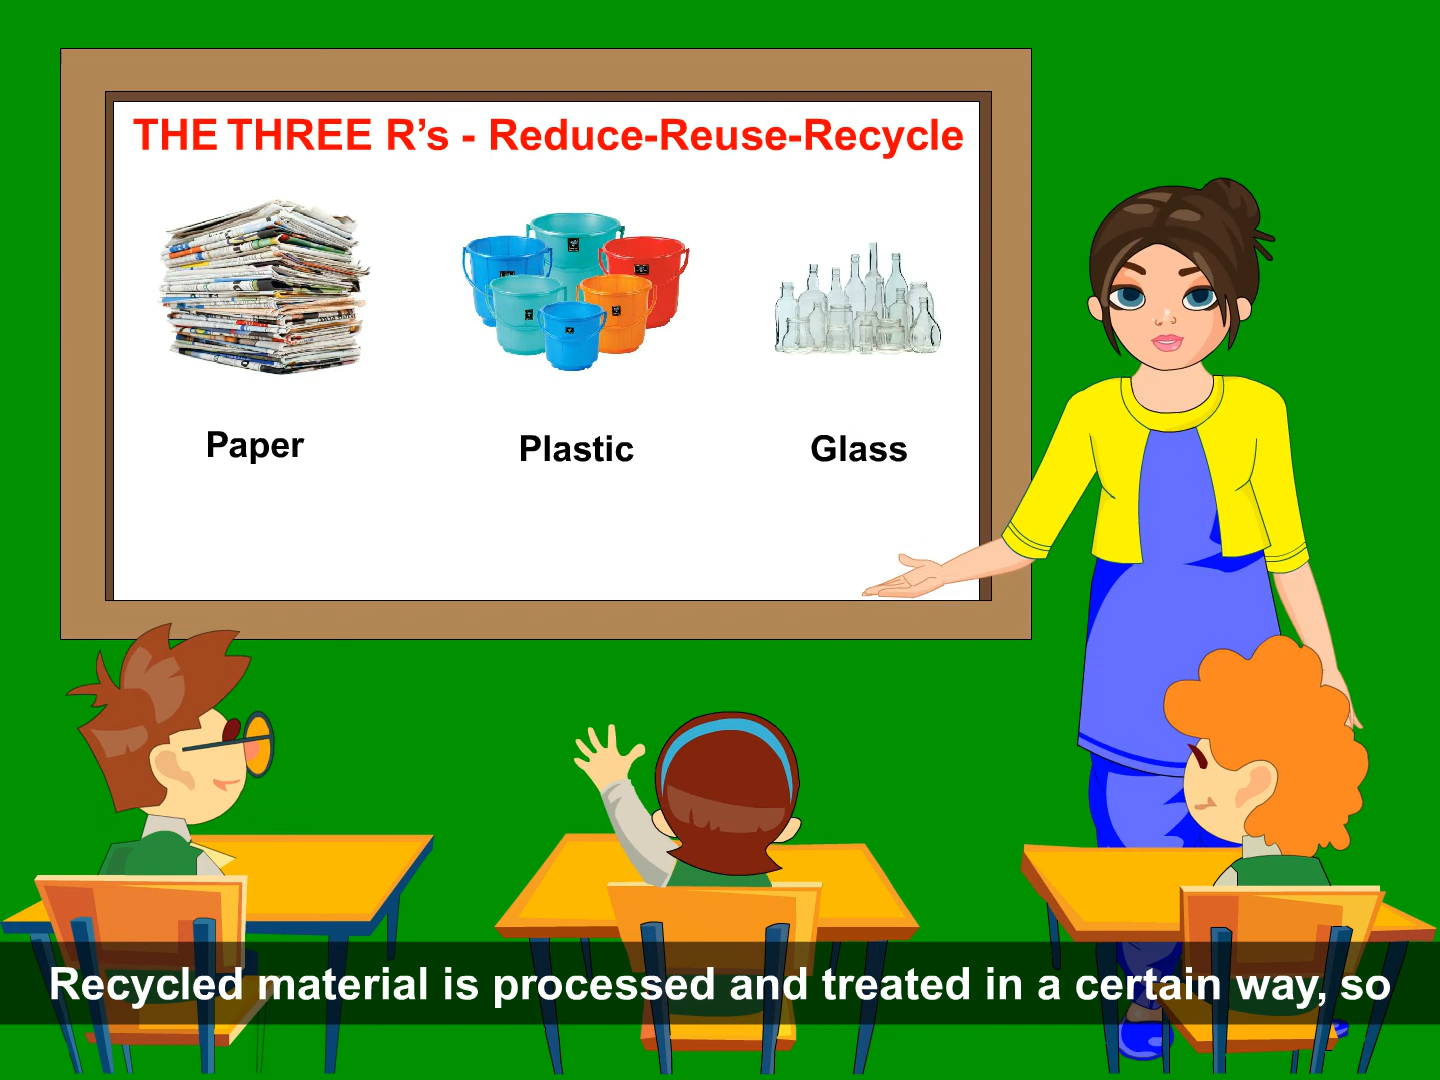 THE THREE R’s - Reduce-Reuse-Recycle
Paper
Plastic
Glass
Recycled material is processed and treated in a certain way, so